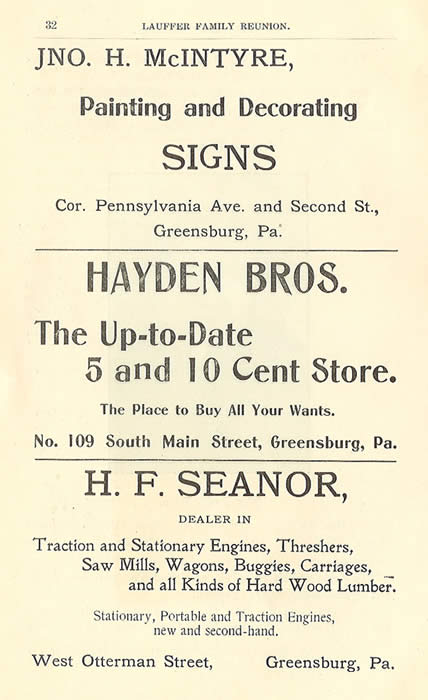 32 LAUFFER FAMILY REUNION.
JNO. H. McINTYRE,
Painting and Decorating
SIGNS
Cor. Pennsylvania Ave. and Second St.,
Greensburg, Pa.
HAYDEN BROS.
The Up-to-Date
5 and 10 Cent Store.
The Place to Buy All Your Wants.
No. 109 South Main Street, Greensburg, Pa.
H. F. SEANOR,
DEALER IN
Traction and Stationary Engines, Threshers,
Saw Mills, Wagons, Buggies, Carriages,
and all Kinds of Hard Wood Lumber.
Stationary, Portable and Traction Engines,
new and second-hand.
West Otterman Street, Greensburg, Pa.